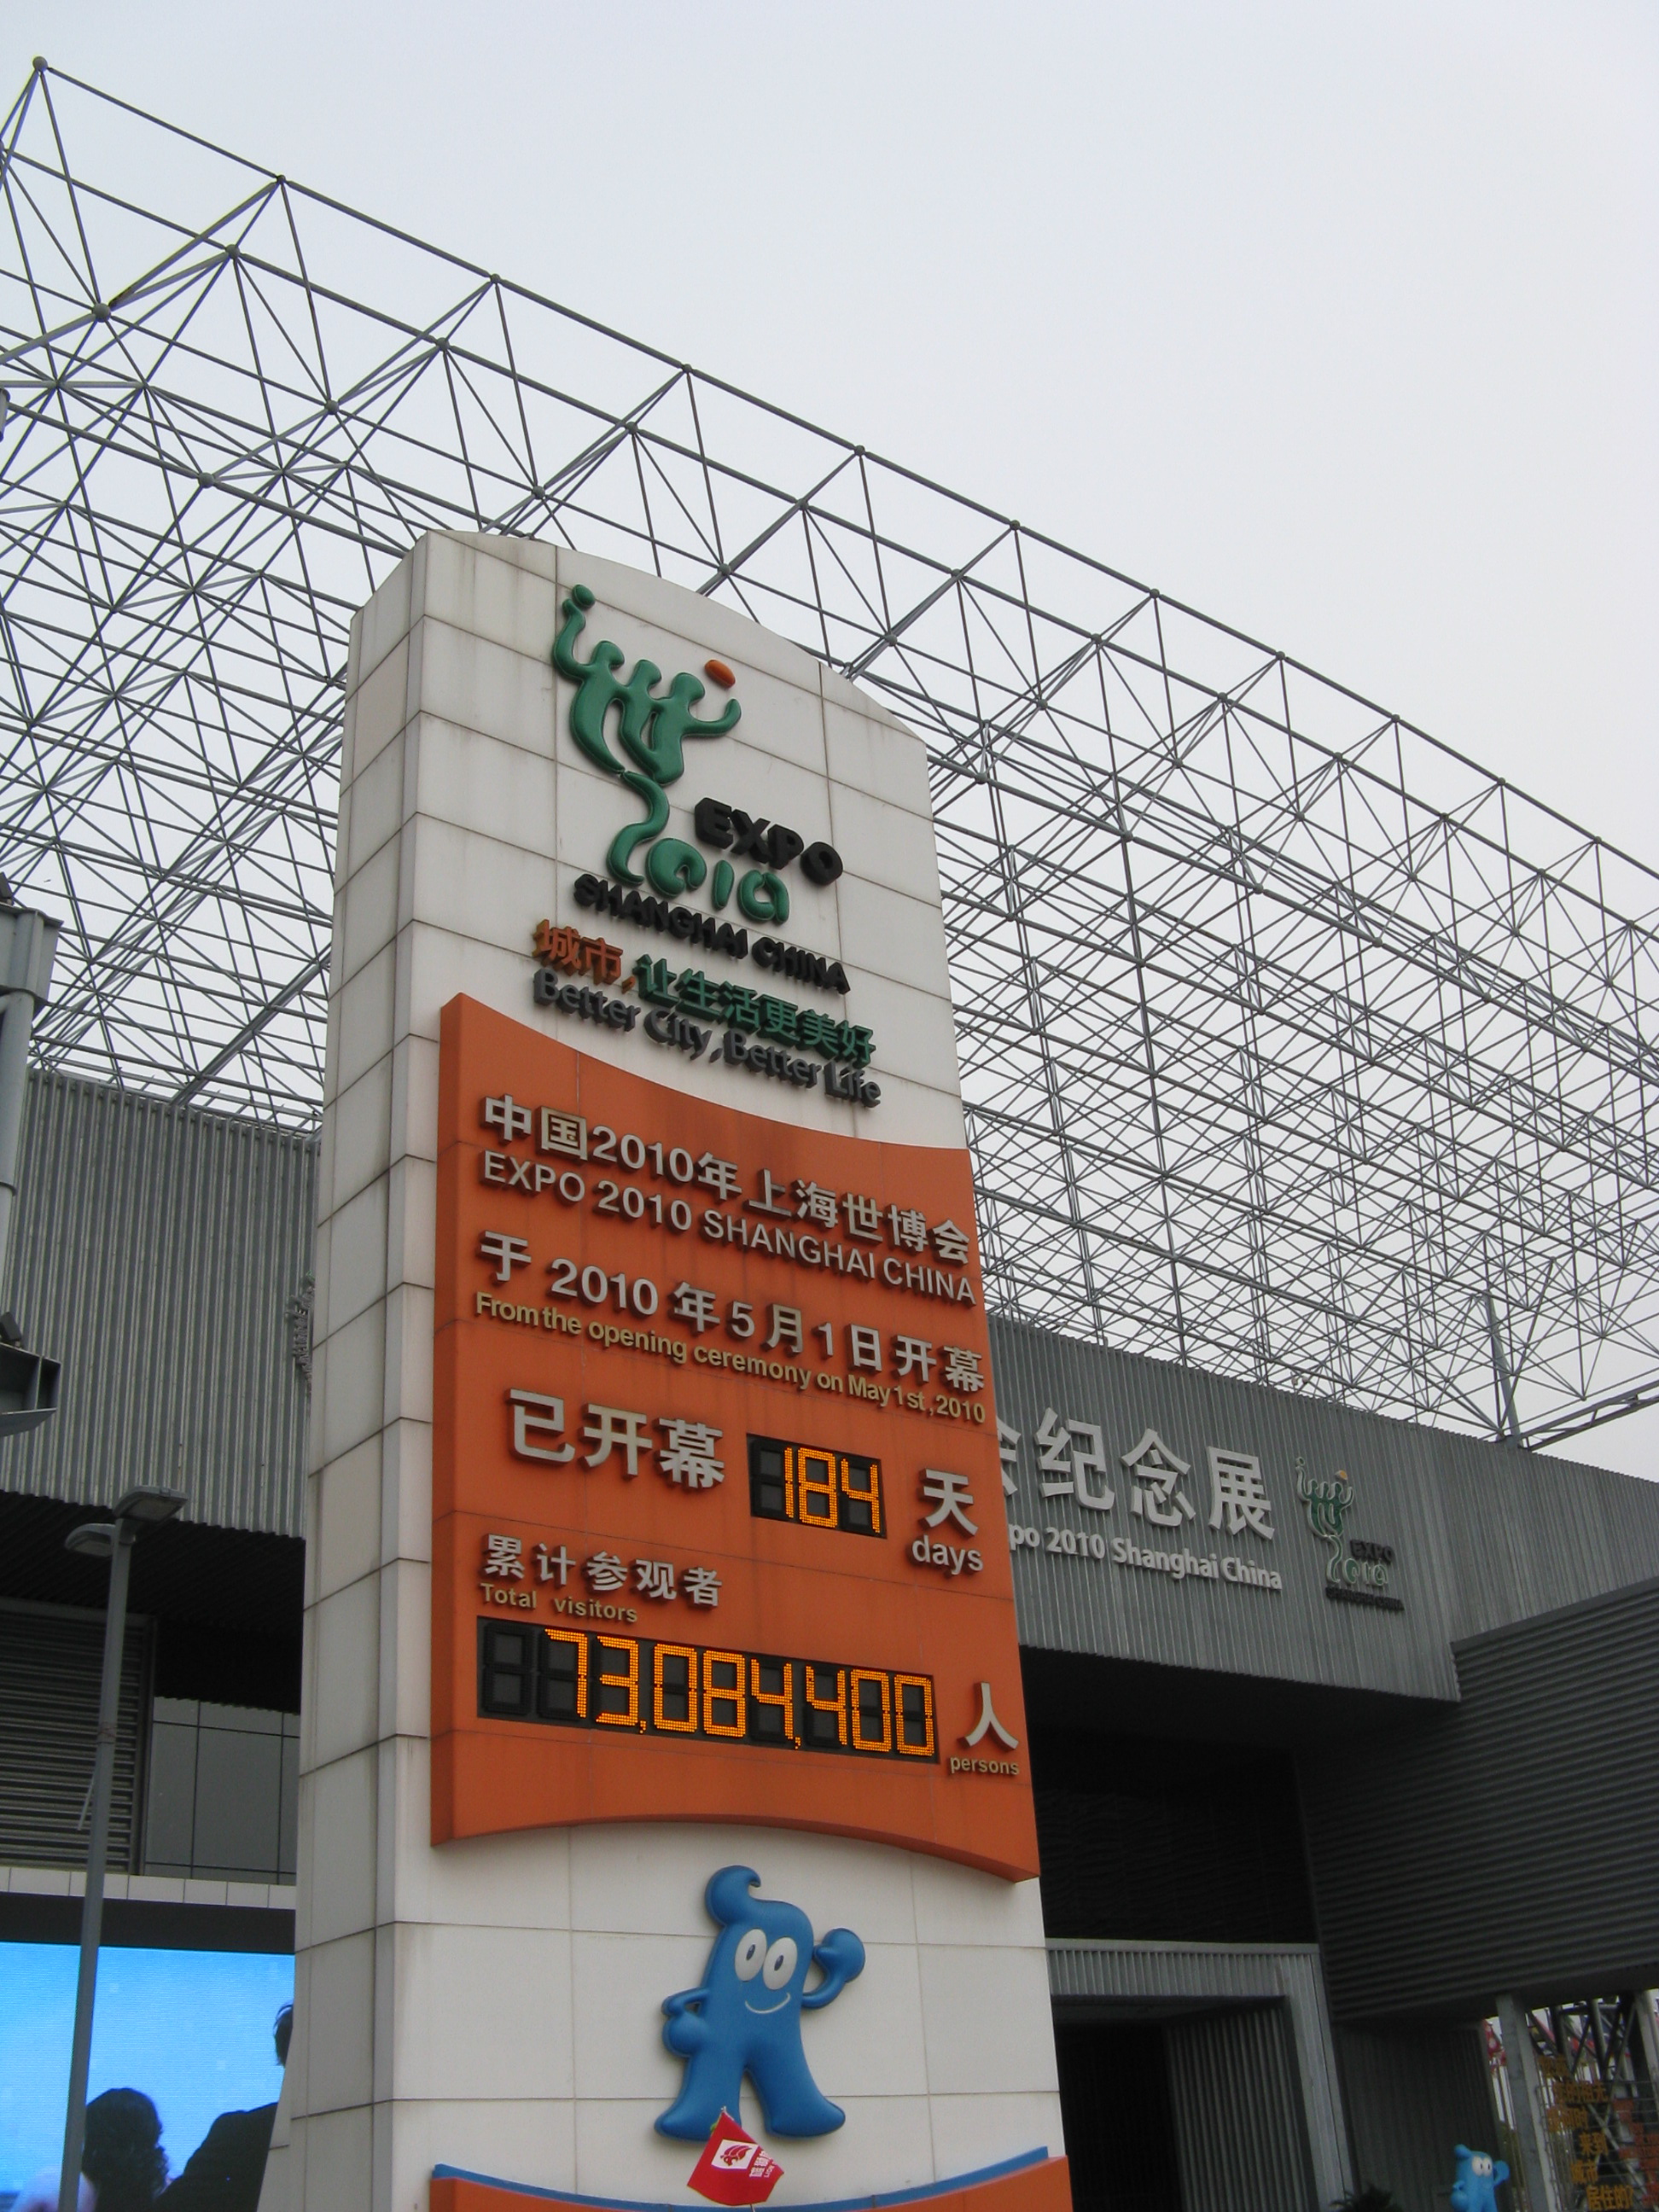 EXPO
2010
SHANGHAI CHINA
城市,让生活更美好
Better City, Better Life
中国2010年上海世博会
EXPO 2010 SHANGHAI CHINA
于 2010 年 5 月 1 日 开 幕
From the opening ceremony on May 1st, 2010
已开幕 184 天
days
累计参观者
Total visitors
73,084,400 人
persons
会纪念展
po 2010 Shanghai China
EXPO
2010